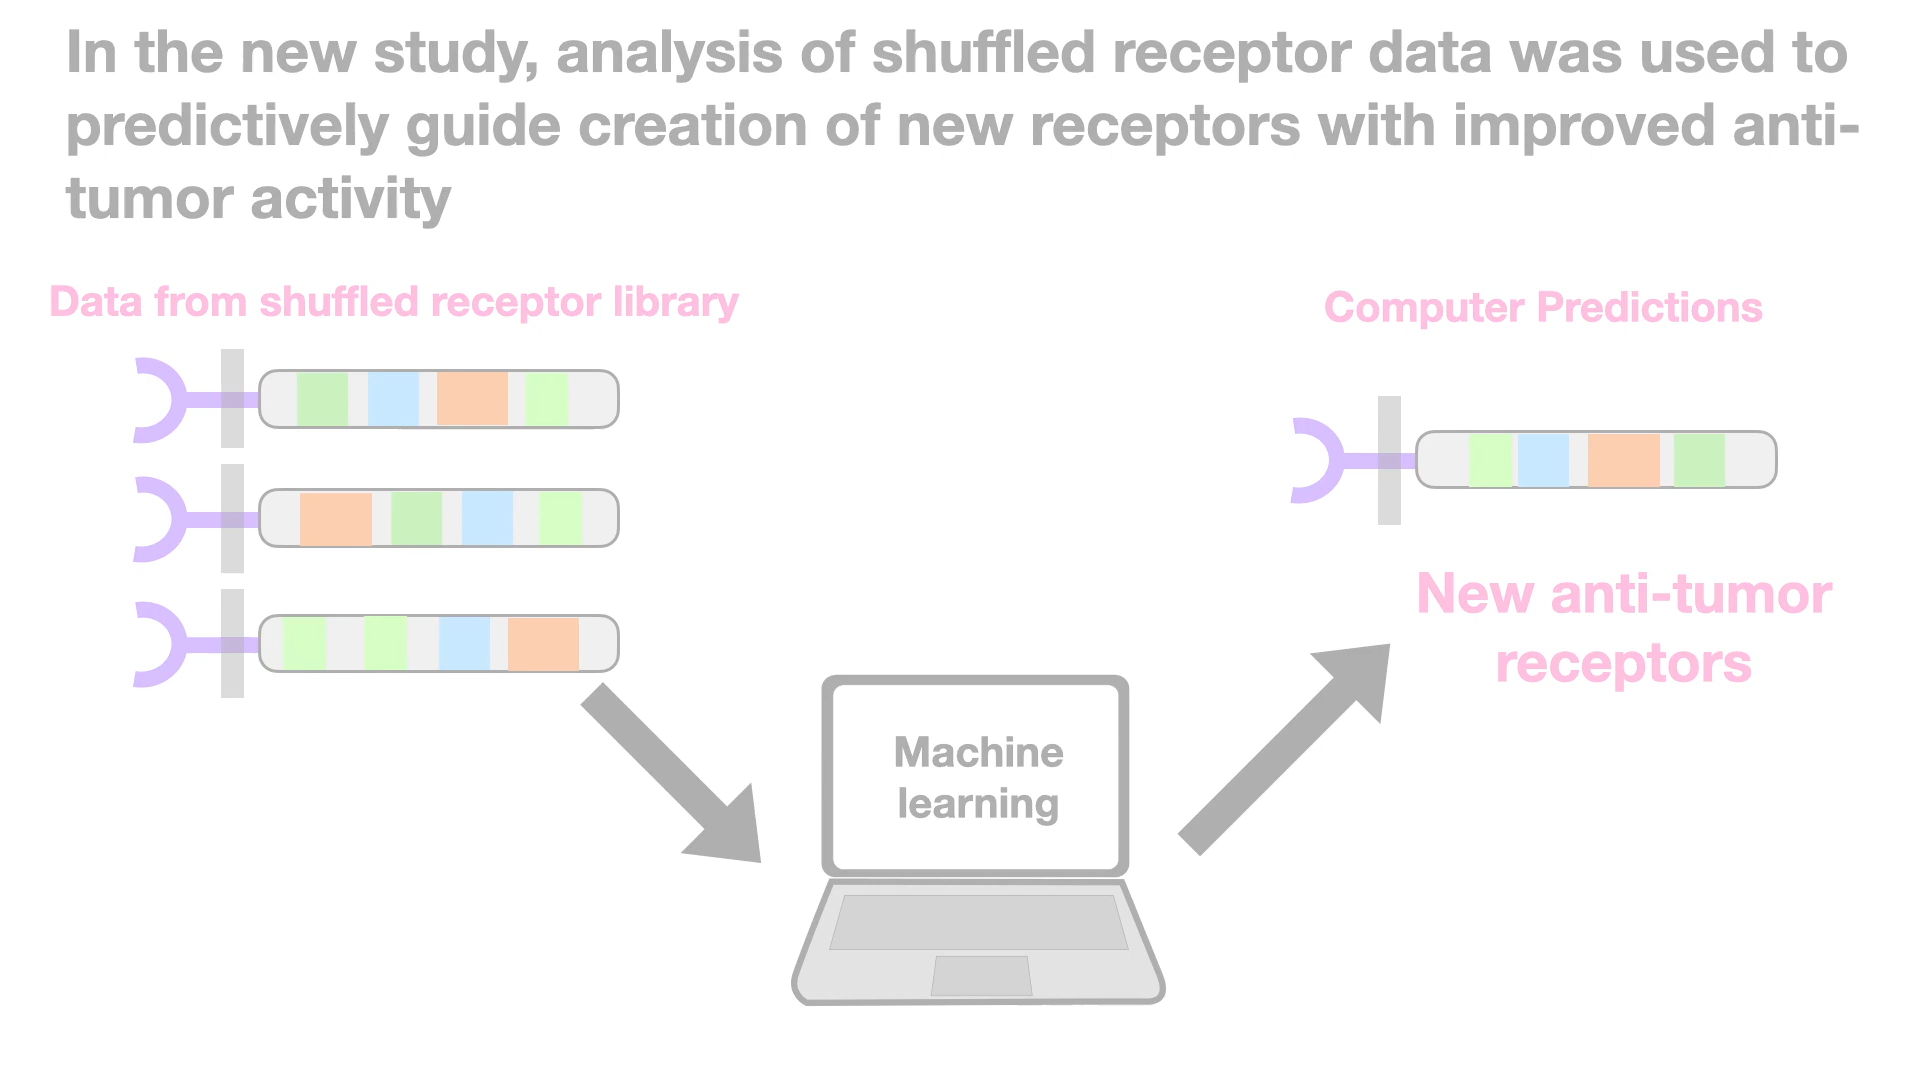 In the new study, analysis of shuffled receptor data was used to
predictively guide creation of new receptors with improved anti-
tumor activity
Data from shuffled receptor library
Computer Predictions
New anti-tumor
receptors
Machine
learning